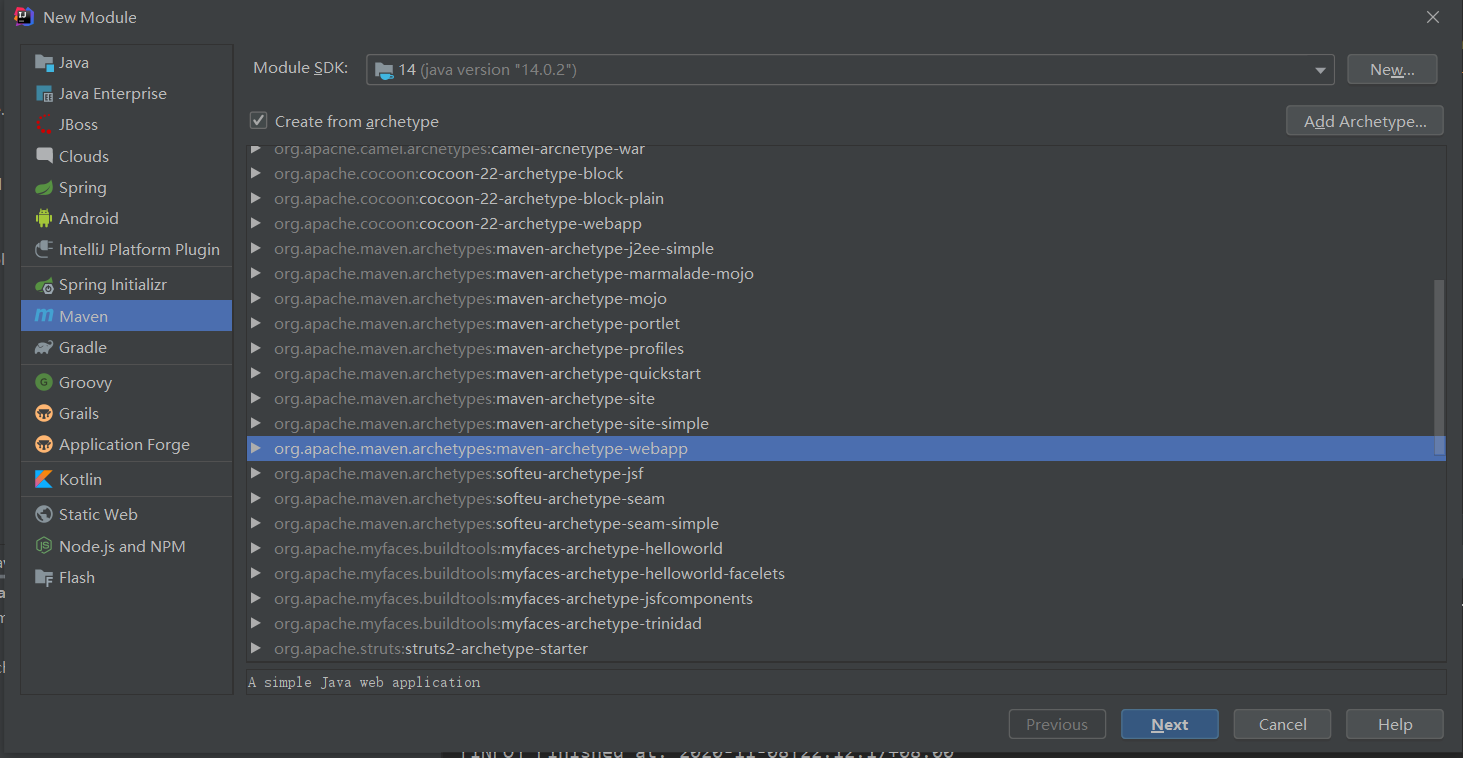 New Module
Java
Java Enterprise
JBoss
Clouds
Spring
Android
IntelliJ Platform Plugin
Spring Initializr
Maven
Gradle
Groovy
Grails
Application Forge
Kotlin
Static Web
Node.js and NPM
Flash
Module SDK: 14 (java version "14.0.2") New...
Create from archetype Add Archetype...
org.apache.camel.archetypes:camel-archetype-war
org.apache.cocoon:cocoon-22-archetype-block
org.apache.cocoon:cocoon-22-archetype-block-plain
org.apache.cocoon:cocoon-22-archetype-webapp
org.apache.maven.archetypes:maven-archetype-j2ee-simple
org.apache.maven.archetypes:maven-archetype-marmalade-mojo
org.apache.maven.archetypes:maven-archetype-mojo
org.apache.maven.archetypes:maven-archetype-portlet
org.apache.maven.archetypes:maven-archetype-profiles
org.apache.maven.archetypes:maven-archetype-quickstart
org.apache.maven.archetypes:maven-archetype-site
org.apache.maven.archetypes:maven-archetype-site-simple
org.apache.maven.archetypes:maven-archetype-webapp
org.apache.maven.archetypes:softeu-archetype-jsf
org.apache.maven.archetypes:softeu-archetype-seam
org.apache.maven.archetypes:softeu-archetype-seam-simple
org.apache.myfaces.buildtools:myfaces-archetype-helloworld
org.apache.myfaces.buildtools:myfaces-archetype-helloworld-facelets
org.apache.myfaces.buildtools:myfaces-archetype-jsfcomponents
org.apache.myfaces.buildtools:myfaces-archetype-trinidad
org.apache.struts:struts2-archetype-starter
A simple Java web application
Previous Next Cancel Help
[INFO] Finished at: 2020-11-08T22:12:17+08:00